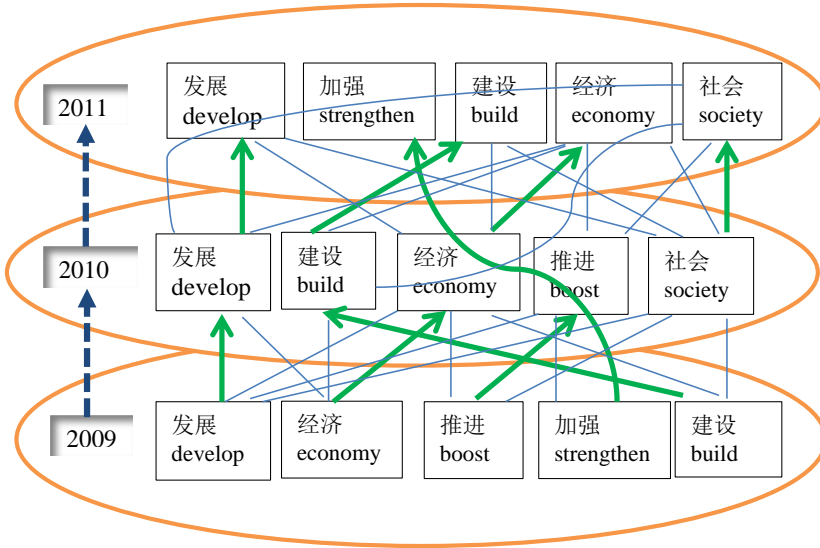 2011
发展
develop
加强
strengthen
建设
build
经济
economy
社会
society
2010
发展
develop
建设
build
经济
economy
推进
boost
社会
society
2009
发展
develop
经济
economy
推进
boost
加强
strengthen
建设
build